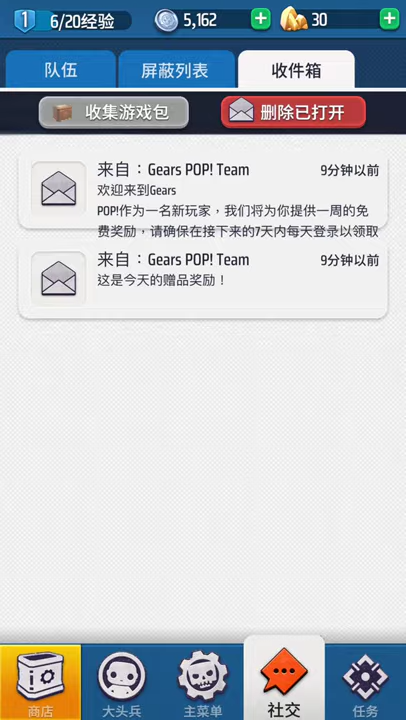 1 6/20经验 5,162 30
队伍 屏蔽列表 收件箱
收集游戏包 删除已打开
来自：Gears POP! Team 9分钟以前
欢迎来到Gears
POP!作为一名新玩家，我们将为你提供一周的免
费奖励，请确保在接下来的7天内每天登录以领取
来自：Gears POP! Team 9分钟以前
这是今天的赠品奖励！
商店 大头兵 主菜单 社交 任务